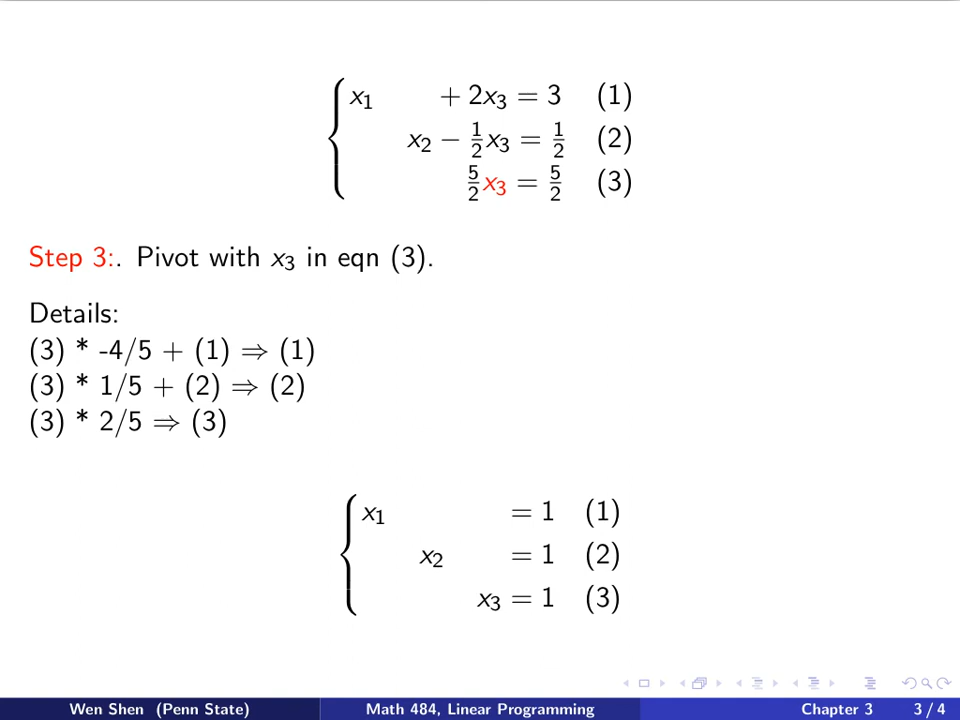 x₁ + 2x₃ = 3 (1)
x₂ − ½x₃ = ½ (2)
5/2 x₃ = 5/2 (3)
Step 3:. Pivot with x₃ in eqn (3).
Details:
(3) * -4/5 + (1) ⇒ (1)
(3) * 1/5 + (2) ⇒ (2)
(3) * 2/5 ⇒ (3)
x₁ = 1 (1)
x₂ = 1 (2)
x₃ = 1 (3)
Wen Shen (Penn State) Math 484, Linear Programming Chapter 3 3 / 4